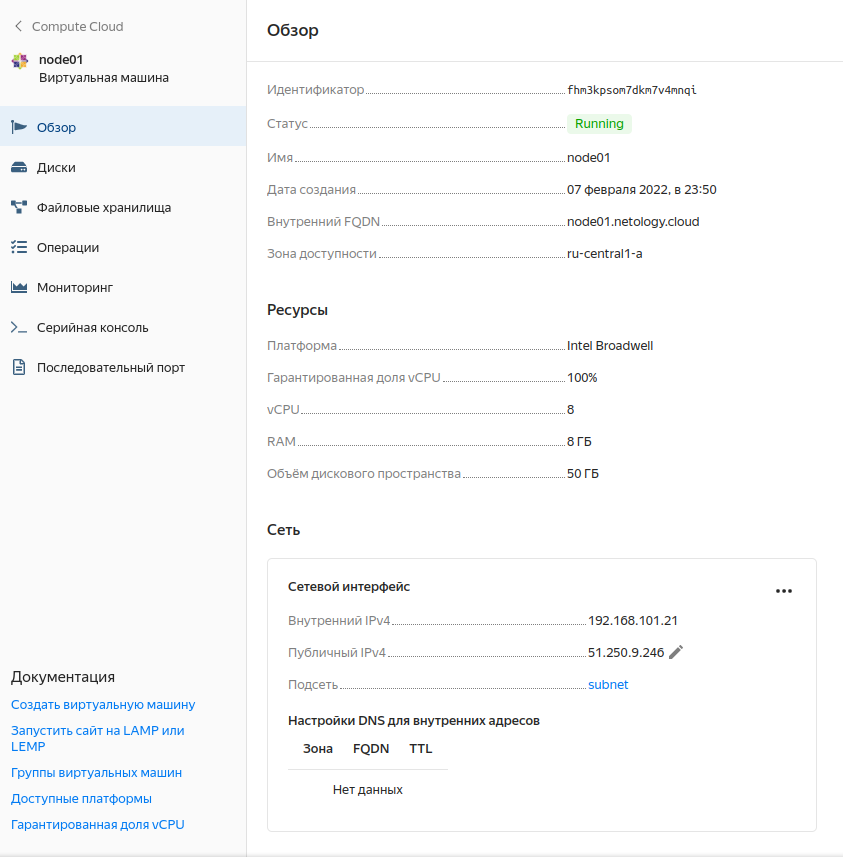 Compute Cloud
node01
Виртуальная машина
Обзор
Диски
Файловые хранилища
Операции
Мониторинг
Серийная консоль
Последовательный порт
Документация
Создать виртуальную машину
Запустить сайт на LAMP или
LEMP
Группы виртуальных машин
Доступные платформы
Гарантированная доля vCPU
Обзор
Идентификатор fhm3kpsom7dkm7v4mnqi
Статус Running
Имя node01
Дата создания 07 февраля 2022, в 23:50
Внутренний FQDN node01.netology.cloud
Зона доступности ru-central1-a
Ресурсы
Платформа Intel Broadwell
Гарантированная доля vCPU 100%
vCPU 8
RAM 8 ГБ
Объём дискового пространства 50 ГБ
Сеть
Сетевой интерфейс
Внутренний IPv4 192.168.101.21
Публичный IPv4 51.250.9.246
Подсеть subnet
Настройки DNS для внутренних адресов
Зона FQDN TTL
Нет данных